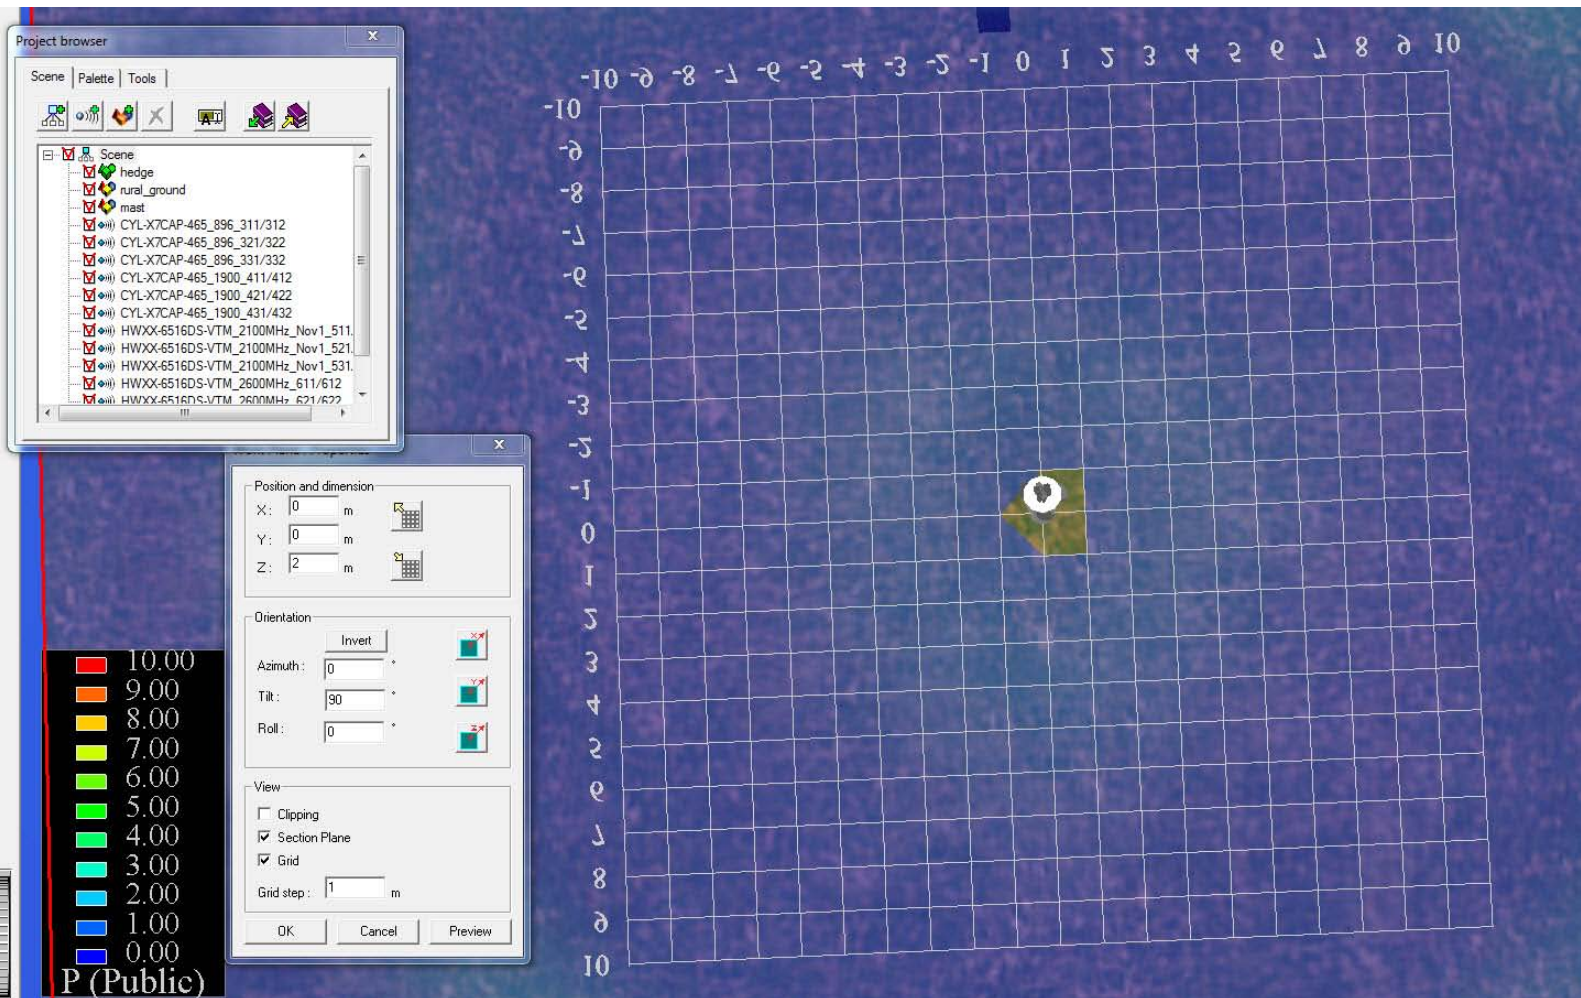 Project browser
Scene Palette Tools
Scene
hedge
rural_ground
mast
CYL-X7CAP-465_896_311/312
CYL-X7CAP-465_896_321/322
CYL-X7CAP-465_896_331/332
CYL-X7CAP-465_1900_411/412
CYL-X7CAP-465_1900_421/422
CYL-X7CAP-465_1900_431/432
HWXX-6516DS-VTM_2100MHz_Nov1_511.
HWXX-6516DS-VTM_2100MHz_Nov1_521.
HWXX-6516DS-VTM_2100MHz_Nov1_531.
HWXX-6516DS-VTM_2600MHz_611/612
HWXX-6516DS-VTM_2600MHz_621/622
Position and dimension
X: 0 m
Y: 0 m
Z: 2 m
Orientation
Invert
Azimuth: 0 °
Tilt: 90 °
Roll: 0 °
View
Clipping
Section Plane
Grid
Grid step: 1 m
OK Cancel Preview
10.00
9.00
8.00
7.00
6.00
5.00
4.00
3.00
2.00
1.00
0.00
P (Public)
-10 -9 -8 -7 -6 -5 -4 -3 -2 -1 0 1 2 3 4 5 6 7 8 9 10
-10
-9
-8
-7
-6
-5
-4
-3
-2
-1
0
1
2
3
4
5
6
7
8
9
10